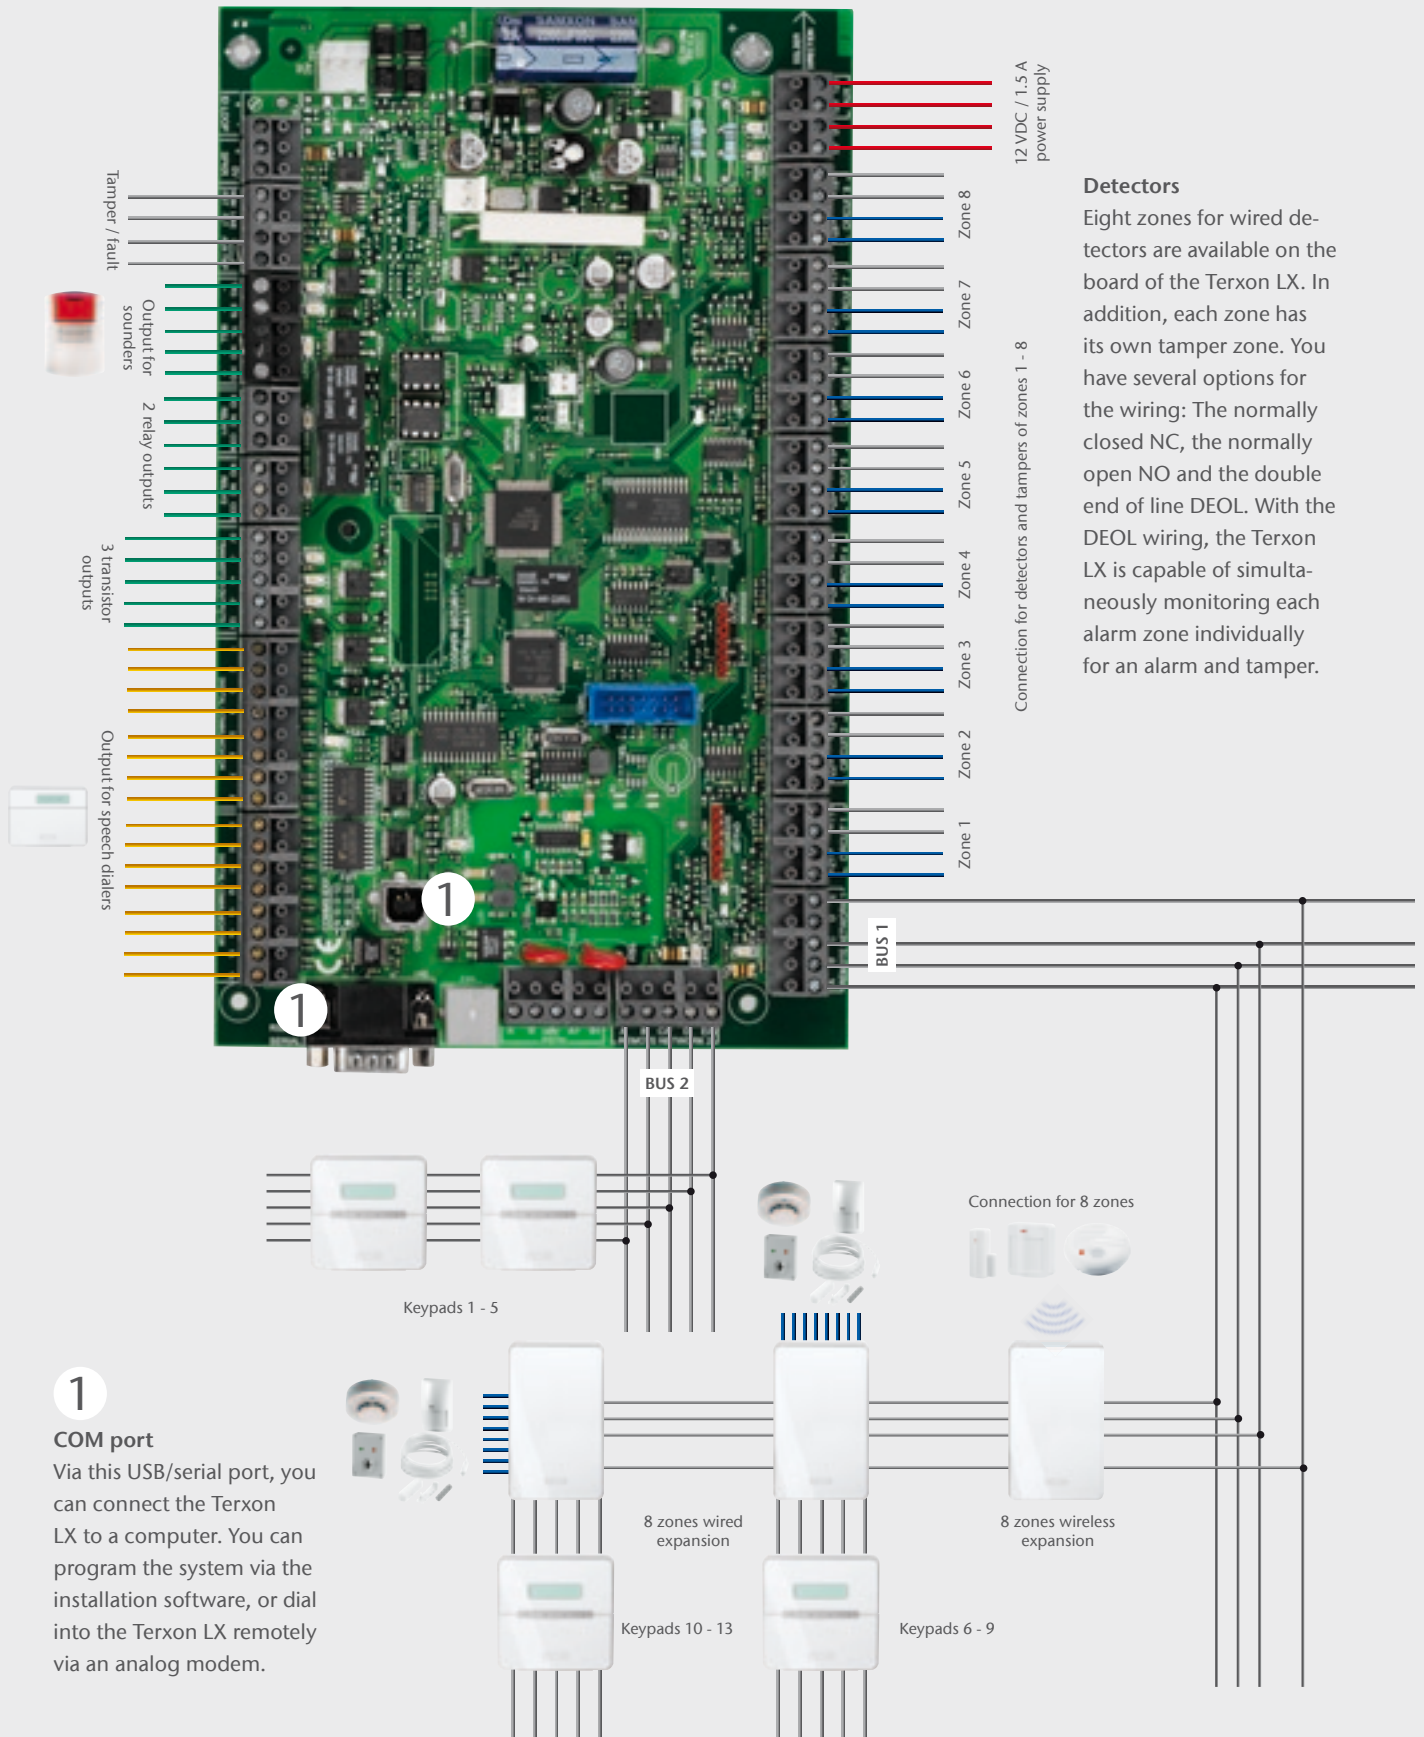 SAMXON
12 VDC / 1.5 A
power supply
Tamper / fault
Output for
sounders
2 relay outputs
3 transistor
outputs
Output for speech dialers
Zone 8
Zone 7
Zone 6
Zone 5
Zone 4
Zone 3
Zone 2
Zone 1
Connection for detectors and tampers of zones 1 - 8
Detectors
Eight zones for wired de-
tectors are available on the
board of the Terxon LX. In
addition, each zone has
its own tamper zone. You
have several options for
the wiring: The normally
closed NC, the normally
open NO and the double
end of line DEOL. With the
DEOL wiring, the Terxon
LX is capable of simulta-
neously monitoring each
alarm zone individually
for an alarm and tamper.
1
1
CE
BUS 1
BUS 2
Keypads 1 - 5
Connection for 8 zones
1
COM port
Via this USB/serial port, you
can connect the Terxon
LX to a computer. You can
program the system via the
installation software, or dial
into the Terxon LX remotely
via an analog modem.
8 zones wired
expansion
8 zones wireless
expansion
Keypads 10 - 13
Keypads 6 - 9